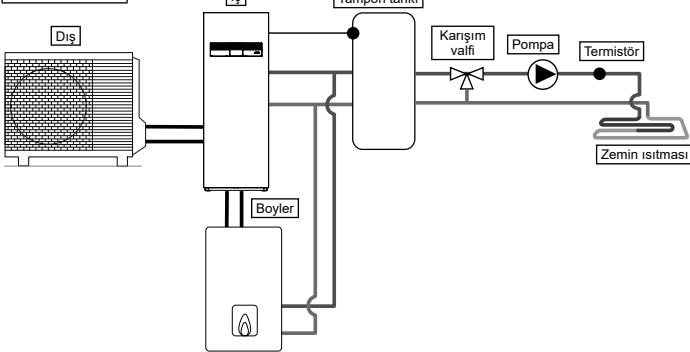 İç
Tampon tankı
Dış
Karışım
valfi
Pompa
Termistör
Zemin ısıtması
Boyler